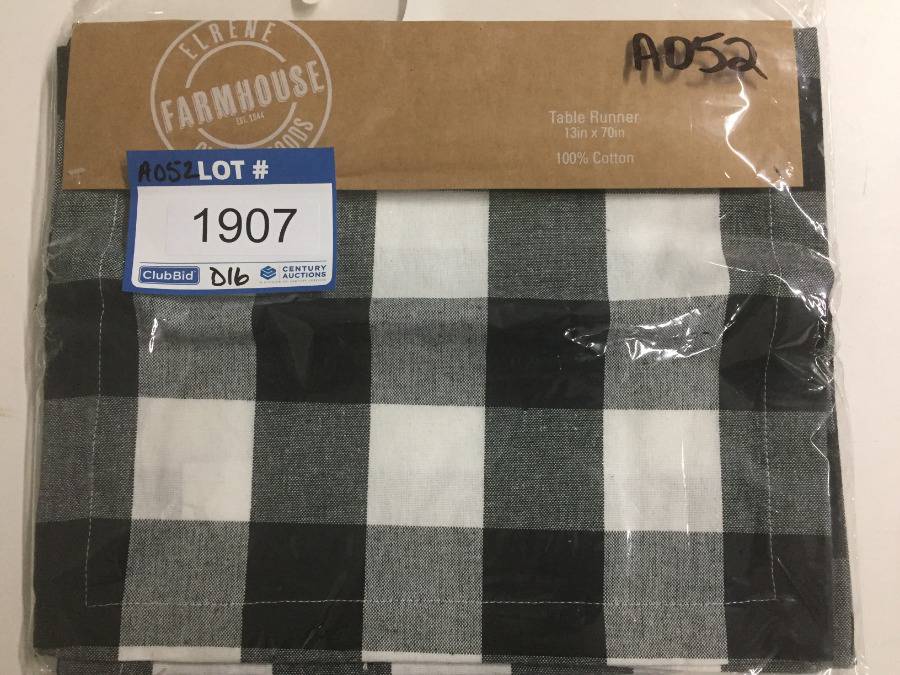 ELRENE
FARMHOUSE
EST. 1944
A052
Table Runner
13in x 70in
100% Cotton
A052 LOT #
1907
ClubBid D16 CENTURY AUCTIONS